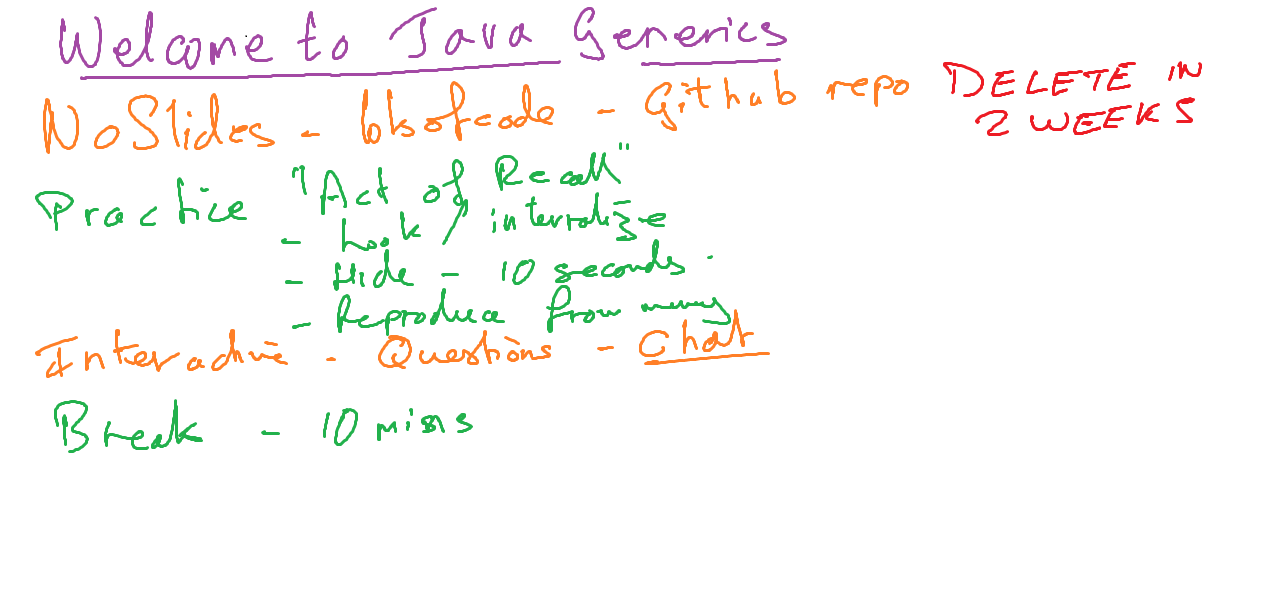 Welcome to Java Generics
No Slides - lots of code - Github repo DELETE IN
2 WEEKS
Practice "Act of Recall"
- Look / internalize
- Hide - 10 seconds.
- Reproduce from memory
Interactive - Questions - Chat
Break - 10 mins